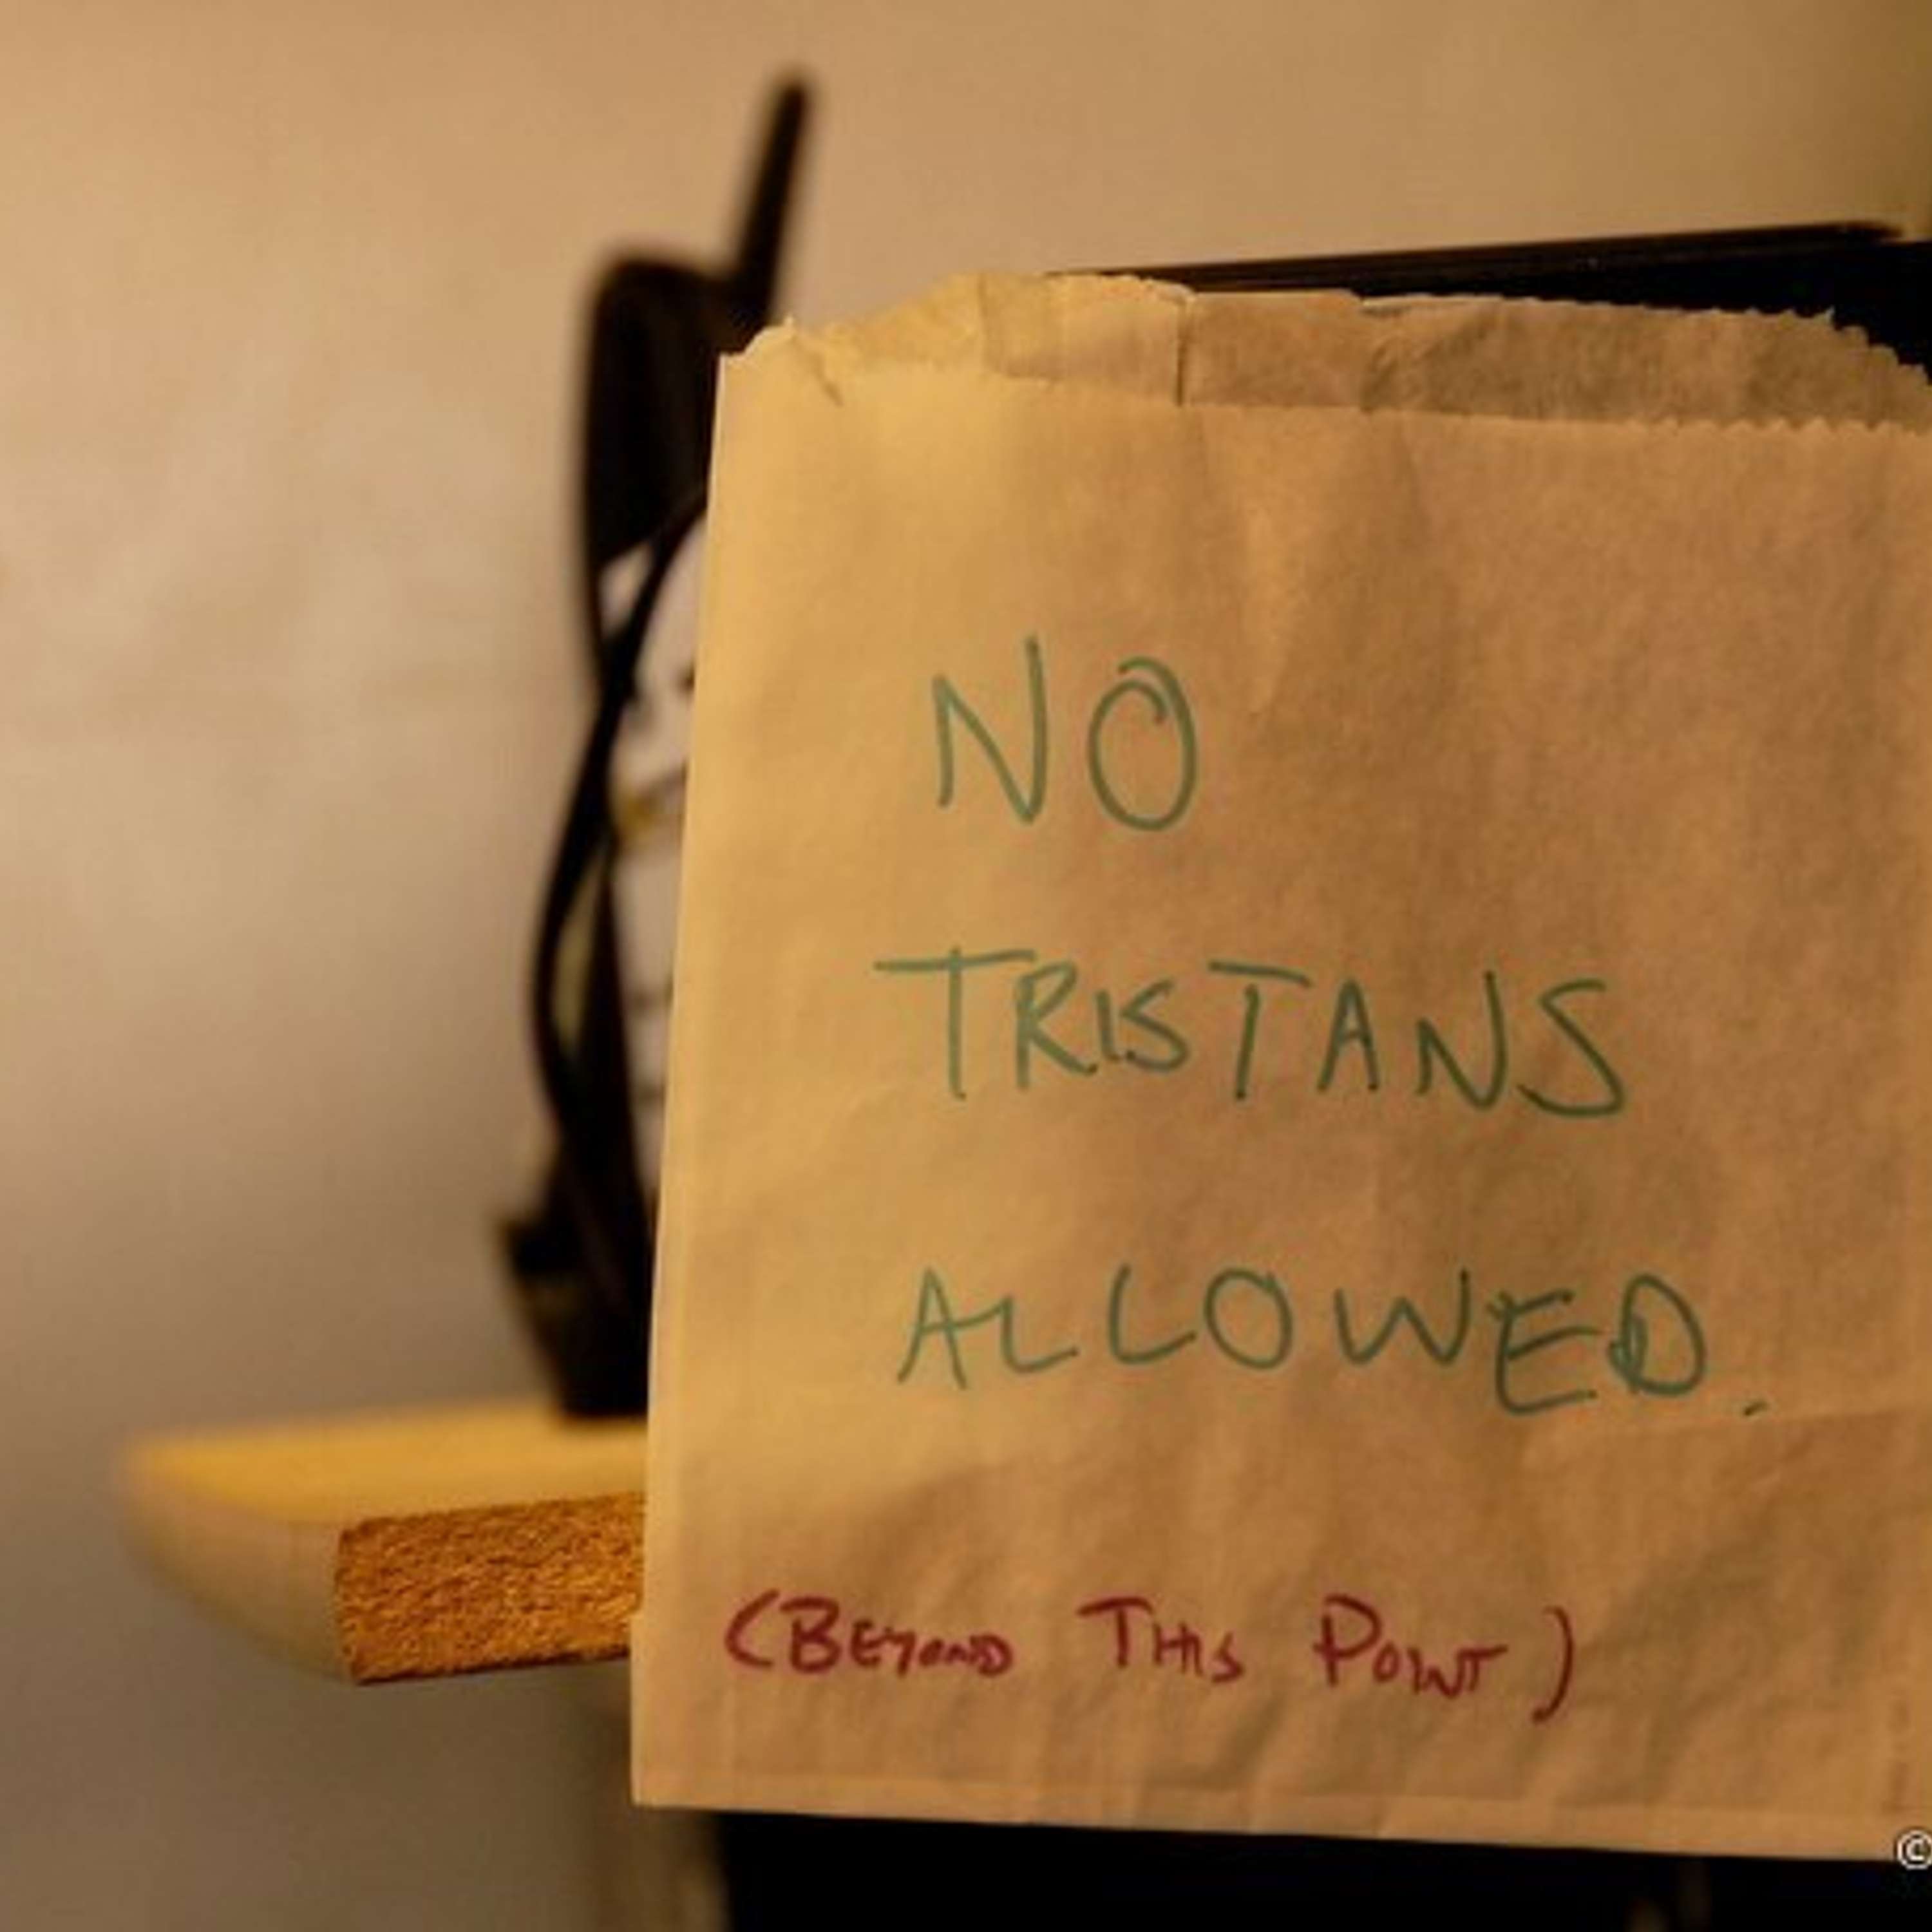 NO
TRISTANS
ALLOWED.
(BEYOND THIS POINT)
©